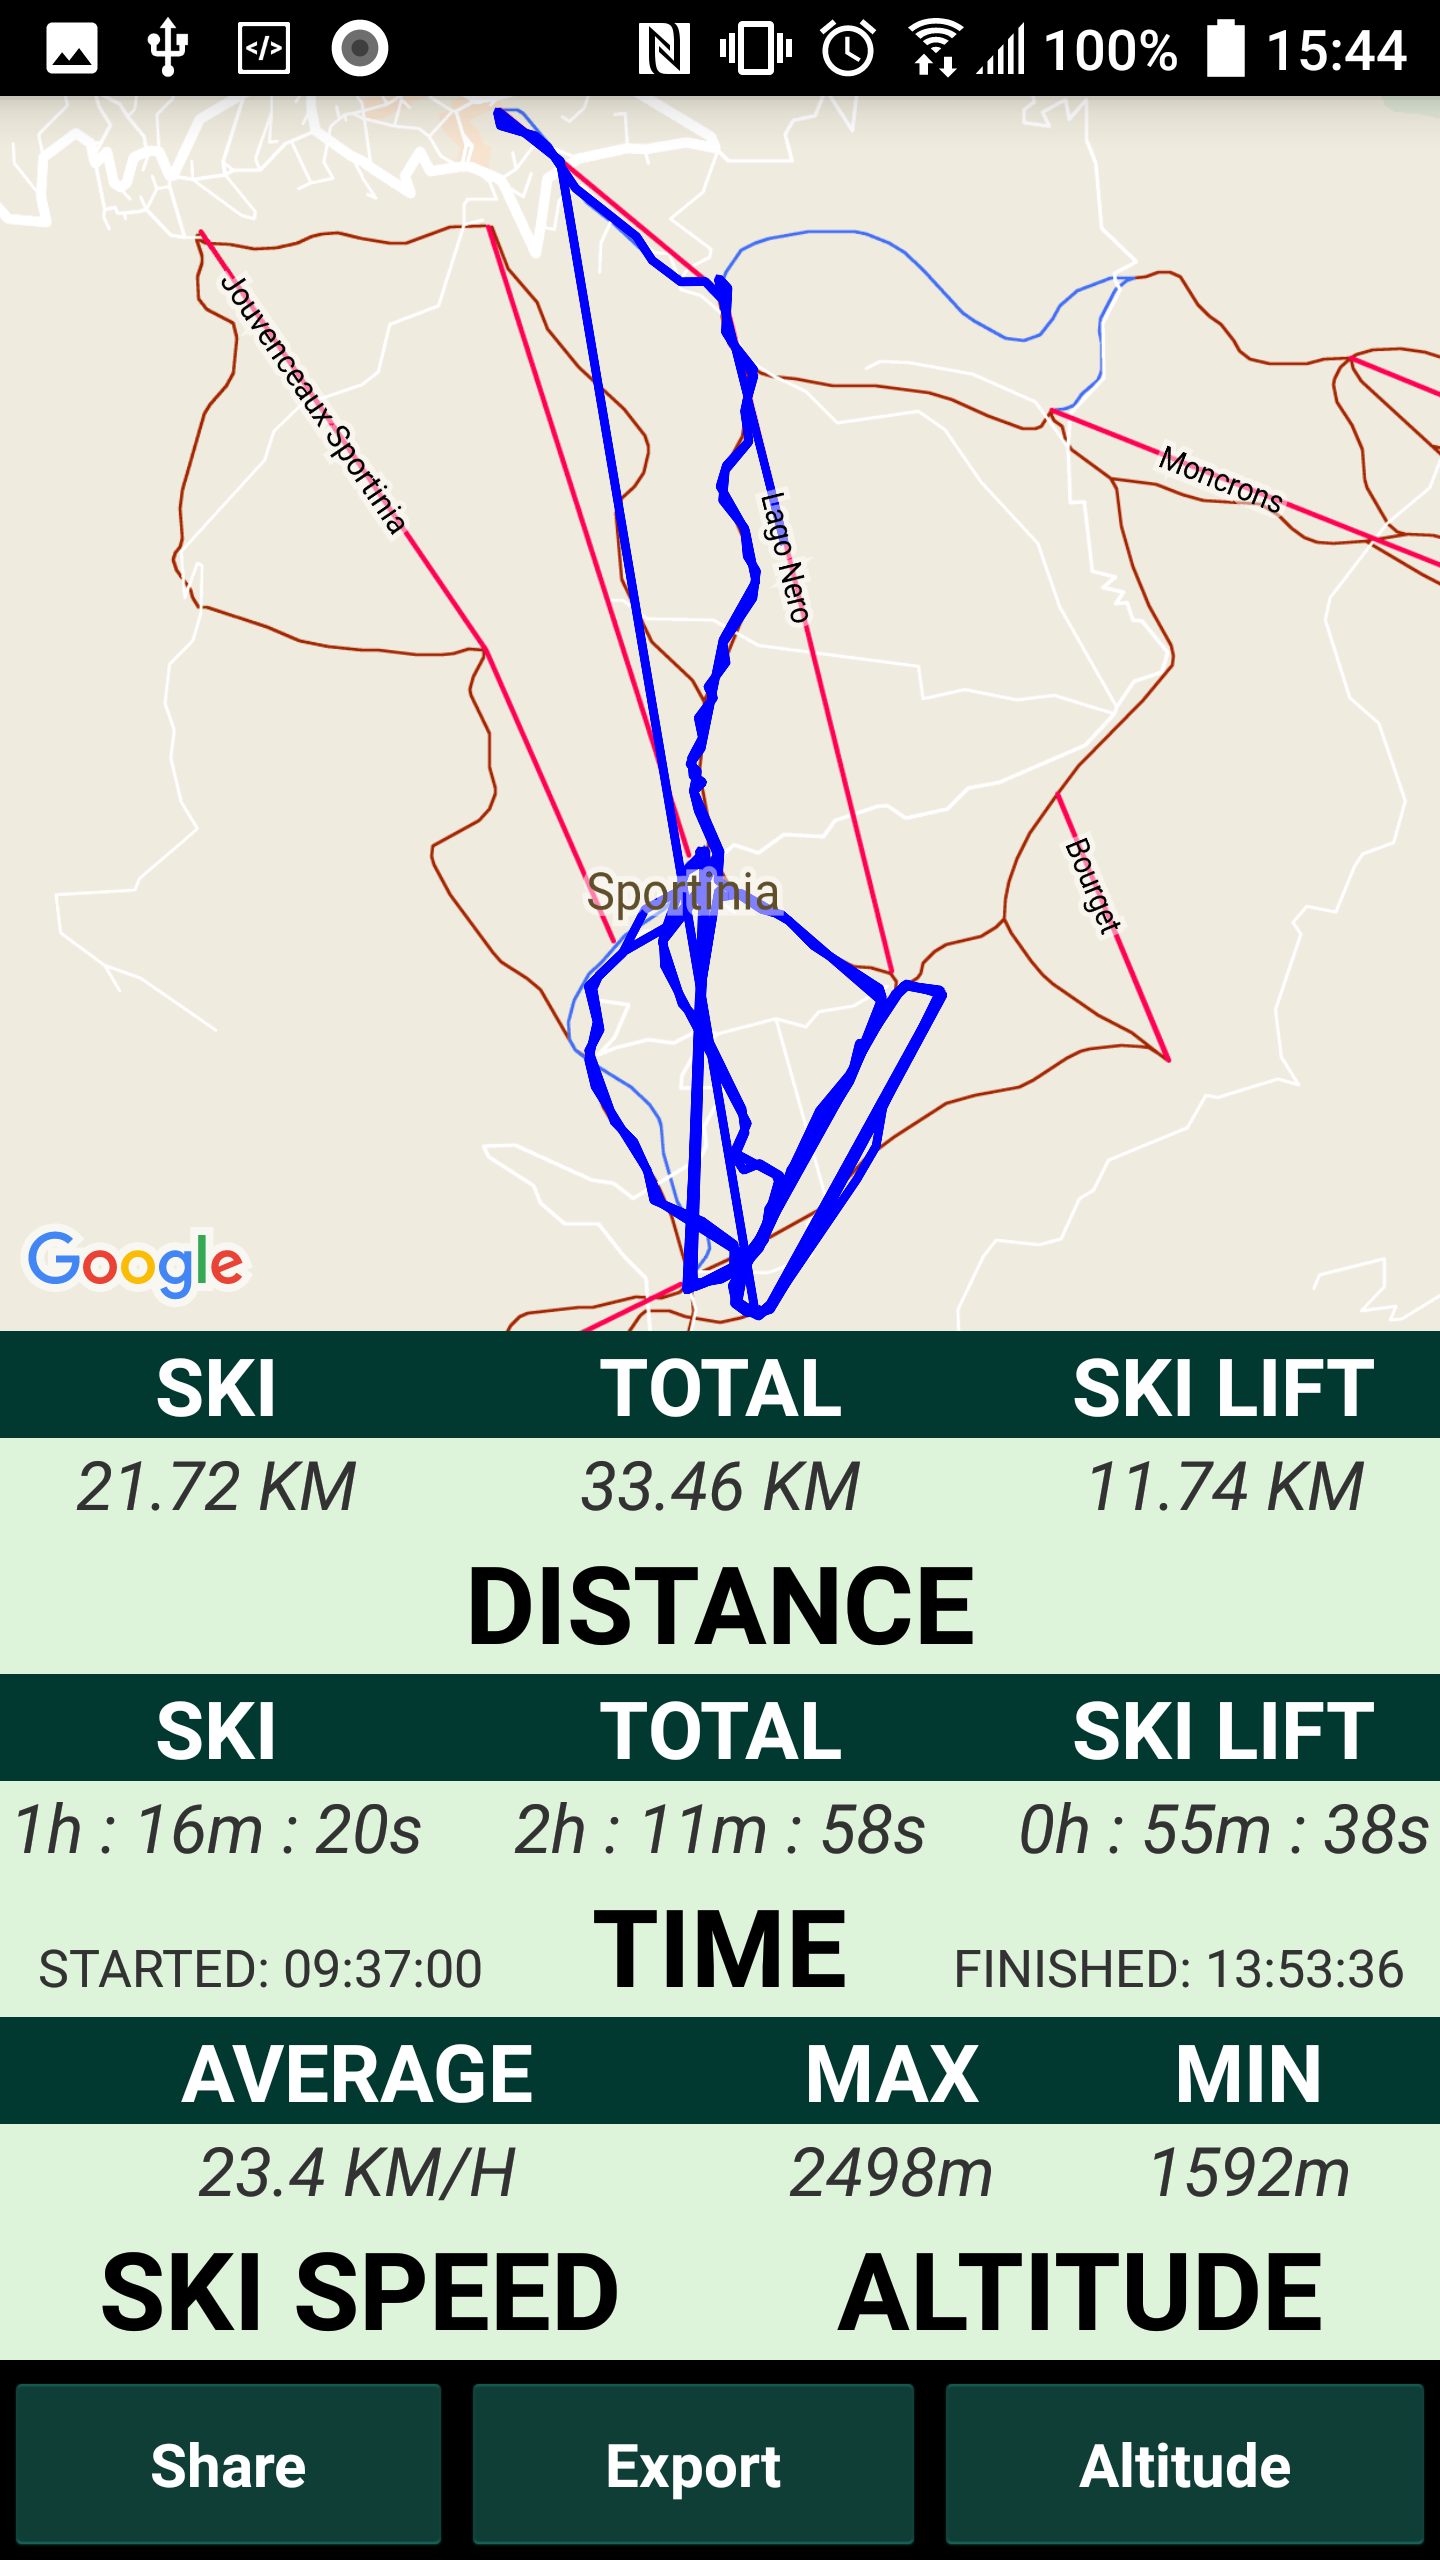 100% 15:44
Jouvenceaux Sportinia
Moncrons
Lago Nero
Bourget
Sportinia
Google
SKI TOTAL SKI LIFT
21.72 KM 33.46 KM 11.74 KM
DISTANCE
SKI TOTAL SKI LIFT
1h : 16m : 20s 2h : 11m : 58s 0h : 55m : 38s
STARTED: 09:37:00 TIME FINISHED: 13:53:36
AVERAGE MAX MIN
23.4 KM/H 2498m 1592m
SKI SPEED ALTITUDE
Share Export Altitude